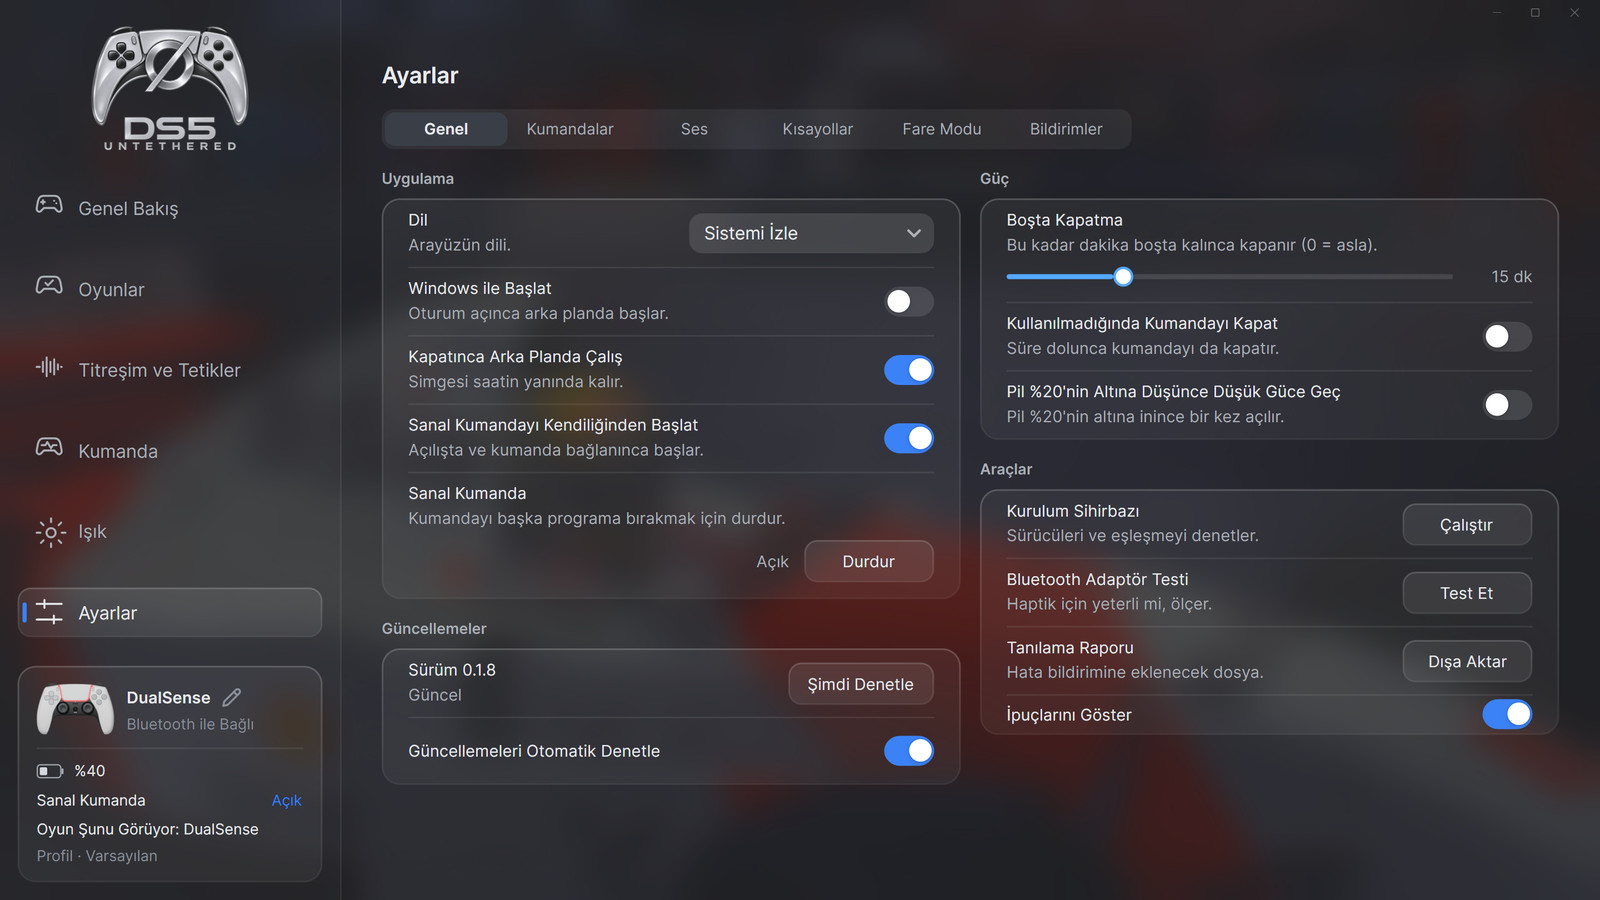 DS5
UNTETHERED
Genel Bakış
Oyunlar
Titreşim ve Tetikler
Kumanda
Işık
Ayarlar
DualSense
Bluetooth ile Bağlı
%40
Sanal Kumanda Açık
Oyun Şunu Görüyor: DualSense
Profil · Varsayılan
Ayarlar
Genel Kumandalar Ses Kısayollar Fare Modu Bildirimler
Uygulama
Dil
Arayüzün dili.
Sistemi İzle
Windows ile Başlat
Oturum açınca arka planda başlar.
Kapatınca Arka Planda Çalış
Simgesi saatin yanında kalır.
Sanal Kumandayı Kendiliğinden Başlat
Açılışta ve kumanda bağlanınca başlar.
Sanal Kumanda
Kumandayı başka programa bırakmak için durdur.
Açık Durdur
Güncellemeler
Sürüm 0.1.8
Güncel
Şimdi Denetle
Güncellemeleri Otomatik Denetle
Güç
Boşta Kapatma
Bu kadar dakika boşta kalınca kapanır (0 = asla).
15 dk
Kullanılmadığında Kumandayı Kapat
Süre dolunca kumandayı da kapatır.
Pil %20'nin Altına Düşünce Düşük Güce Geç
Pil %20'nin altına inince bir kez açılır.
Araçlar
Kurulum Sihirbazı
Sürücüleri ve eşleşmeyi denetler.
Çalıştır
Bluetooth Adaptör Testi
Haptik için yeterli mi, ölçer.
Test Et
Tanılama Raporu
Hata bildirimine eklenecek dosya.
Dışa Aktar
İpuçlarını Göster